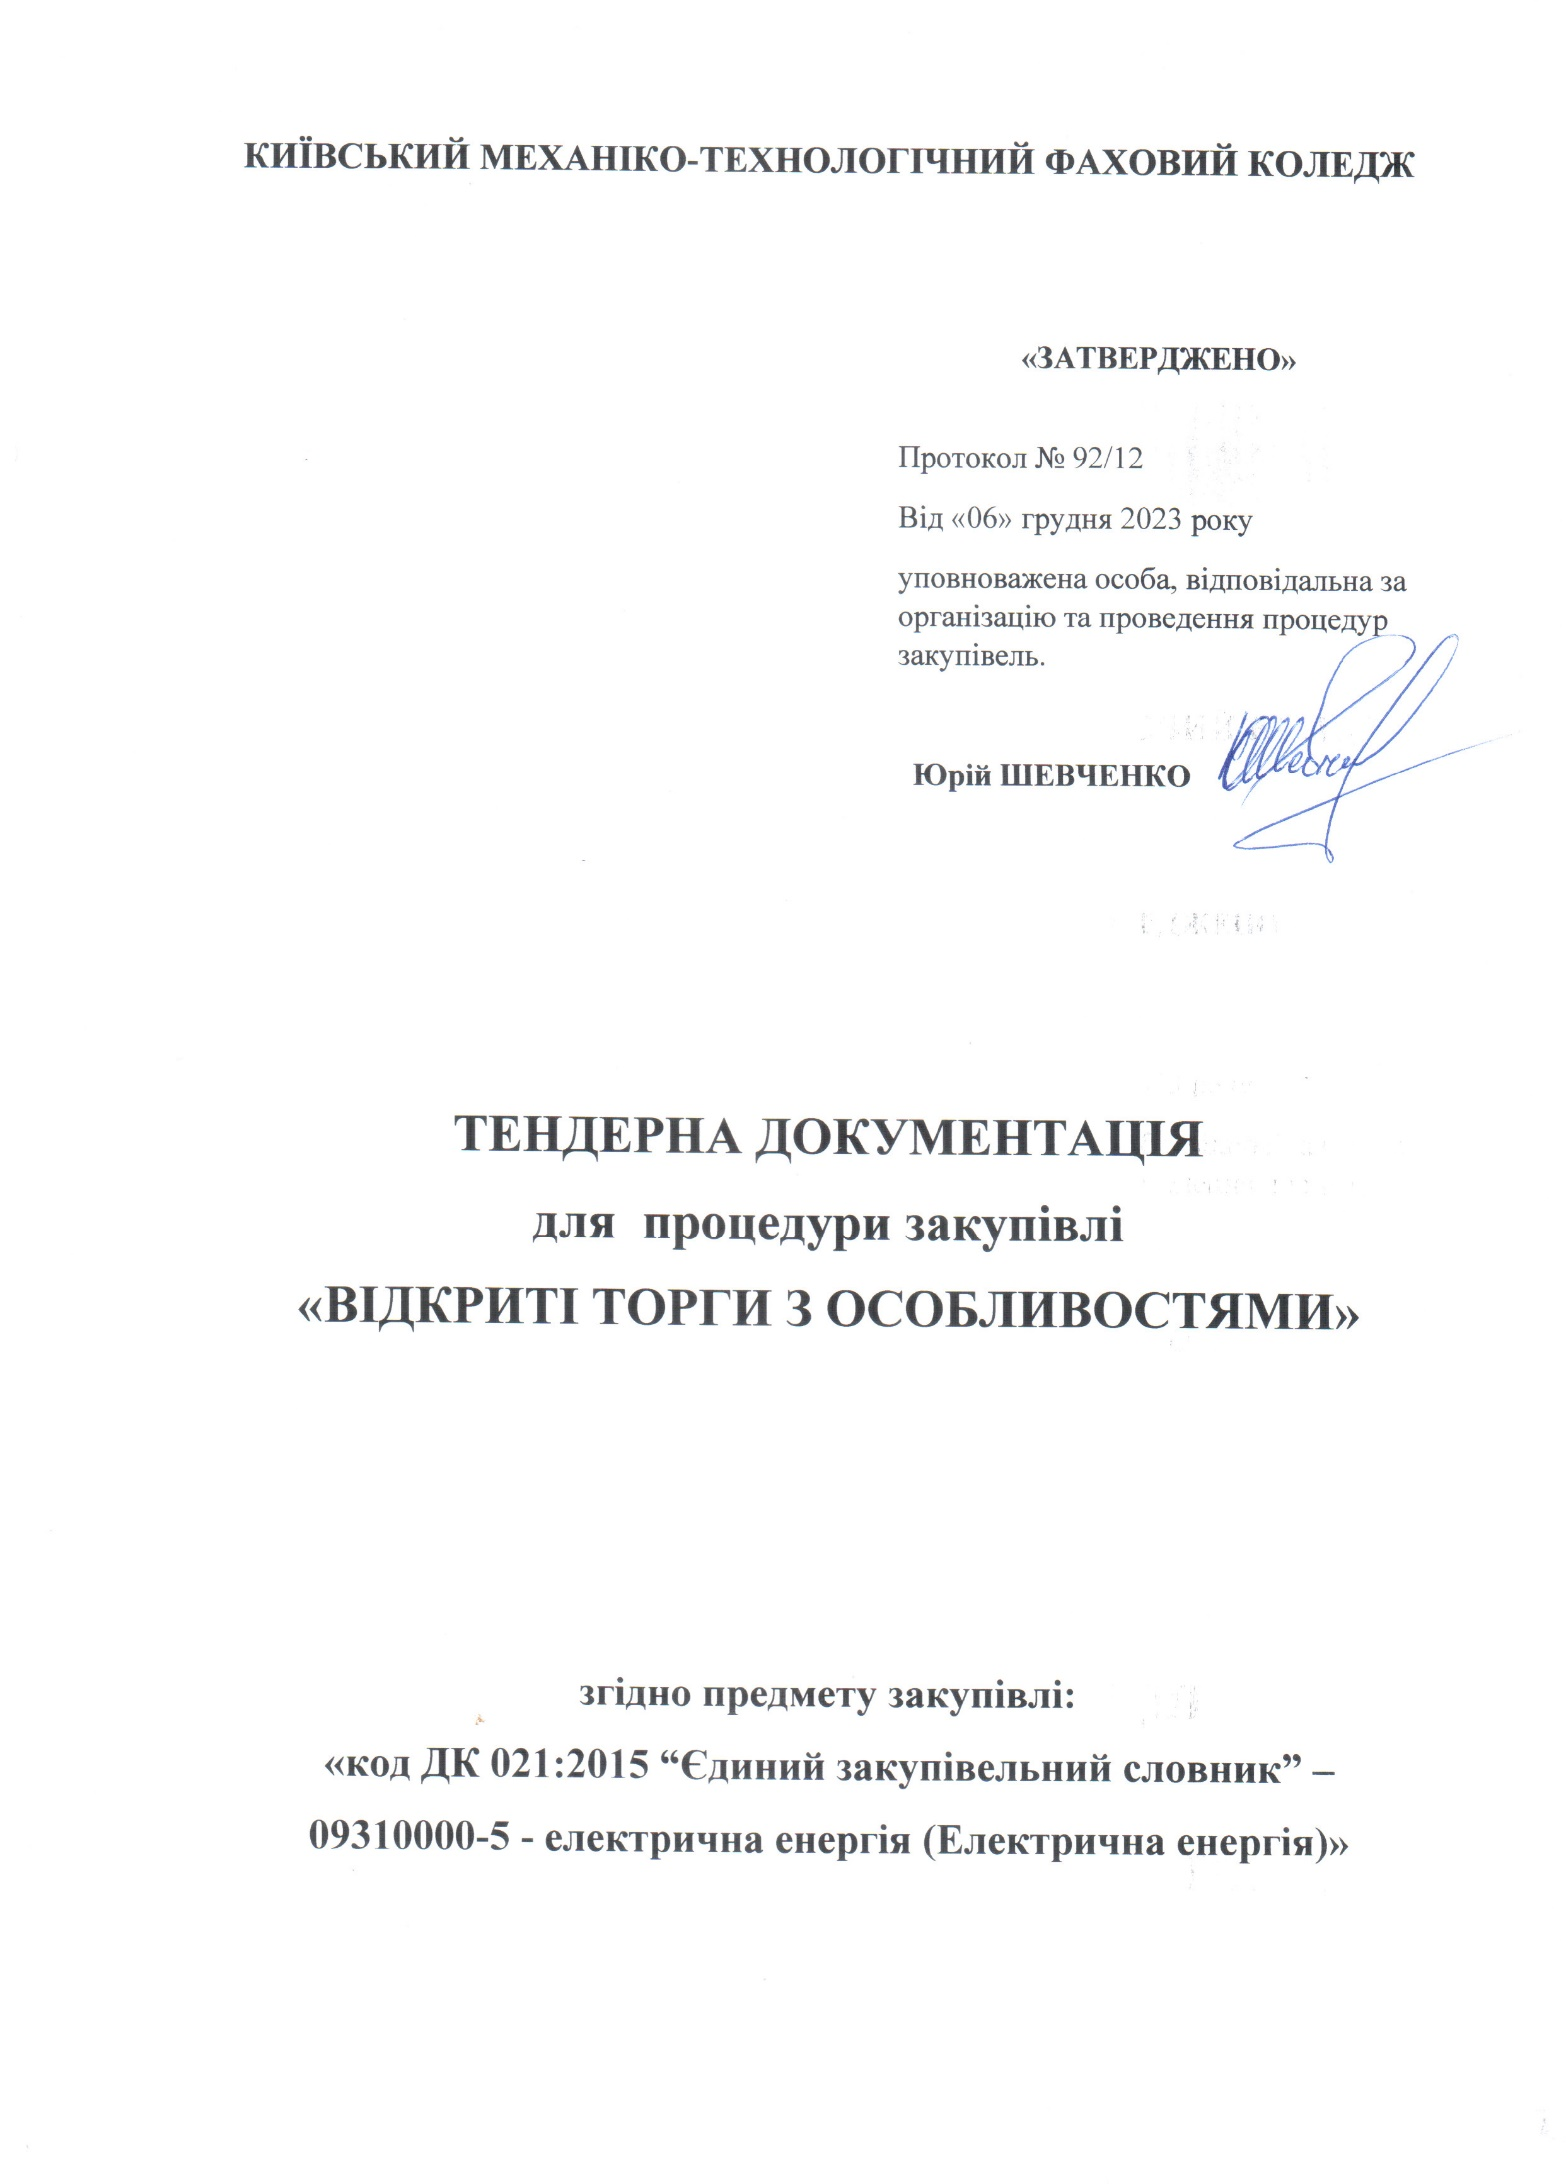 КИЇВСЬКИЙ МЕХАНІКО-ТЕХНОЛОГІЧНИЙ ФАХОВИЙ КОЛЕДЖ
«ЗАТВЕРДЖЕНО»
Протокол № 92/12
Від «06» грудня 2023 року
уповноважена особа, відповідальна за
організацію та проведення процедур
закупівель.
Юрій ШЕВЧЕНКО
ТЕНДЕРНА ДОКУМЕНТАЦІЯ
для процедури закупівлі
«ВІДКРИТІ ТОРГИ З ОСОБЛИВОСТЯМИ»
згідно предмету закупівлі:
«код ДК 021:2015 “Єдиний закупівельний словник” –
09310000-5 - електрична енергія (Електрична енергія)»